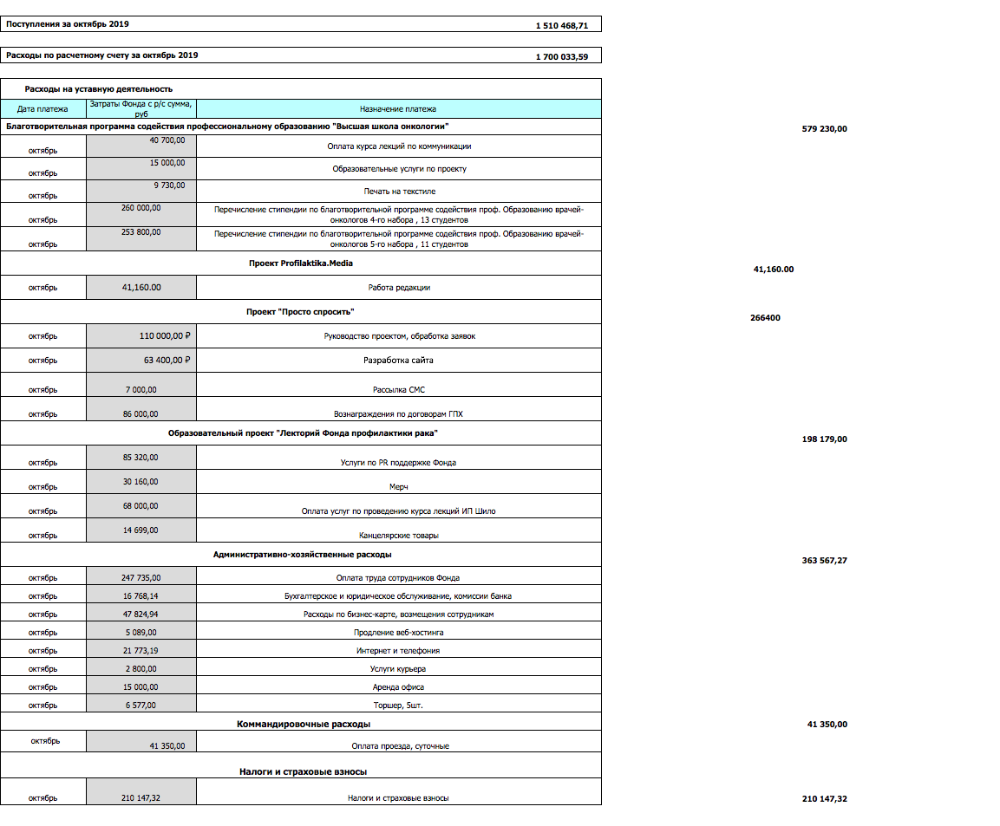 Поступления за октябрь 2019 1 510 468,71
Расходы по расчетному счету за октябрь 2019 1 700 033,59
Расходы на уставную деятельность
Дата платежа Затраты Фонда с р/с сумма, руб Назначение платежа
Благотворительная программа содействия профессиональному образованию "Высшая школа онкологии" 579 230,00
октябрь 40 700,00 Оплата курса лекций по коммуникации
октябрь 15 000,00 Образовательные услуги по проекту
октябрь 9 730,00 Печать на текстиле
октябрь 260 000,00 Перечисление стипендии по благотворительной программе содействия проф. Образованию врачей-
онкологов 4-го набора , 13 студентов
октябрь 253 800,00 Перечисление стипендии по благотворительной программе содействия проф. Образованию врачей-
онкологов 5-го набора , 11 студентов
Проект Profilaktika.Media 41,160.00
октябрь 41,160.00 Работа редакции
Проект "Просто спросить" 266400
октябрь 110 000,00 ₽ Руководство проектом, обработка заявок
октябрь 63 400,00 ₽ Разработка сайта
октябрь 7 000,00 Рассылка СМС
октябрь 86 000,00 Вознаграждения по договорам ГПХ
Образовательный проект "Лекторий Фонда профилактики рака" 198 179,00
октябрь 85 320,00 Услуги по PR поддержке Фонда
октябрь 30 160,00 Мерч
октябрь 68 000,00 Оплата услуг по проведению курса лекций ИП Шило
октябрь 14 699,00 Канцелярские товары
Административно-хозяйственные расходы 363 567,27
октябрь 247 735,00 Оплата труда сотрудников Фонда
октябрь 16 768,14 Бухгалтерское и юридическое обслуживание, комиссии банка
октябрь 47 824,94 Расходы по бизнес-карте, возмещения сотрудникам
октябрь 5 089,00 Продление веб-хостинга
октябрь 21 773,19 Интернет и телефония
октябрь 2 800,00 Услуги курьера
октябрь 15 000,00 Аренда офиса
октябрь 6 577,00 Торшер, 5шт.
Коммандировочные расходы 41 350,00
октябрь 41 350,00 Оплата проезда, суточные
Налоги и страховые взносы
октябрь 210 147,32 Налоги и страховые взносы 210 147,32